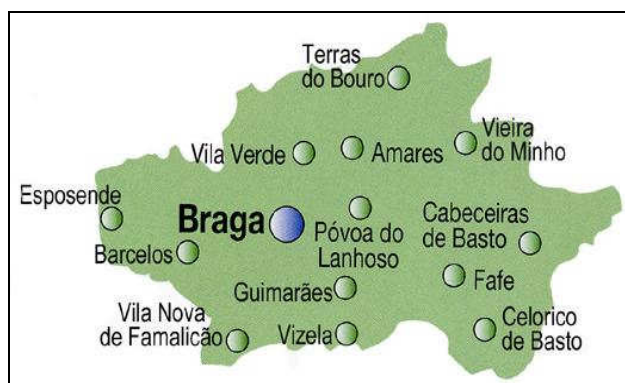 Terras
do Bouro
Vila Verde
Amares
Vieira
do Minho
Esposende
Braga
Póvoa do
Lanhoso
Cabeceiras
de Basto
Barcelos
Guimarães
Fafe
Vila Nova
de Famalicão
Vizela
Celorico
de Basto